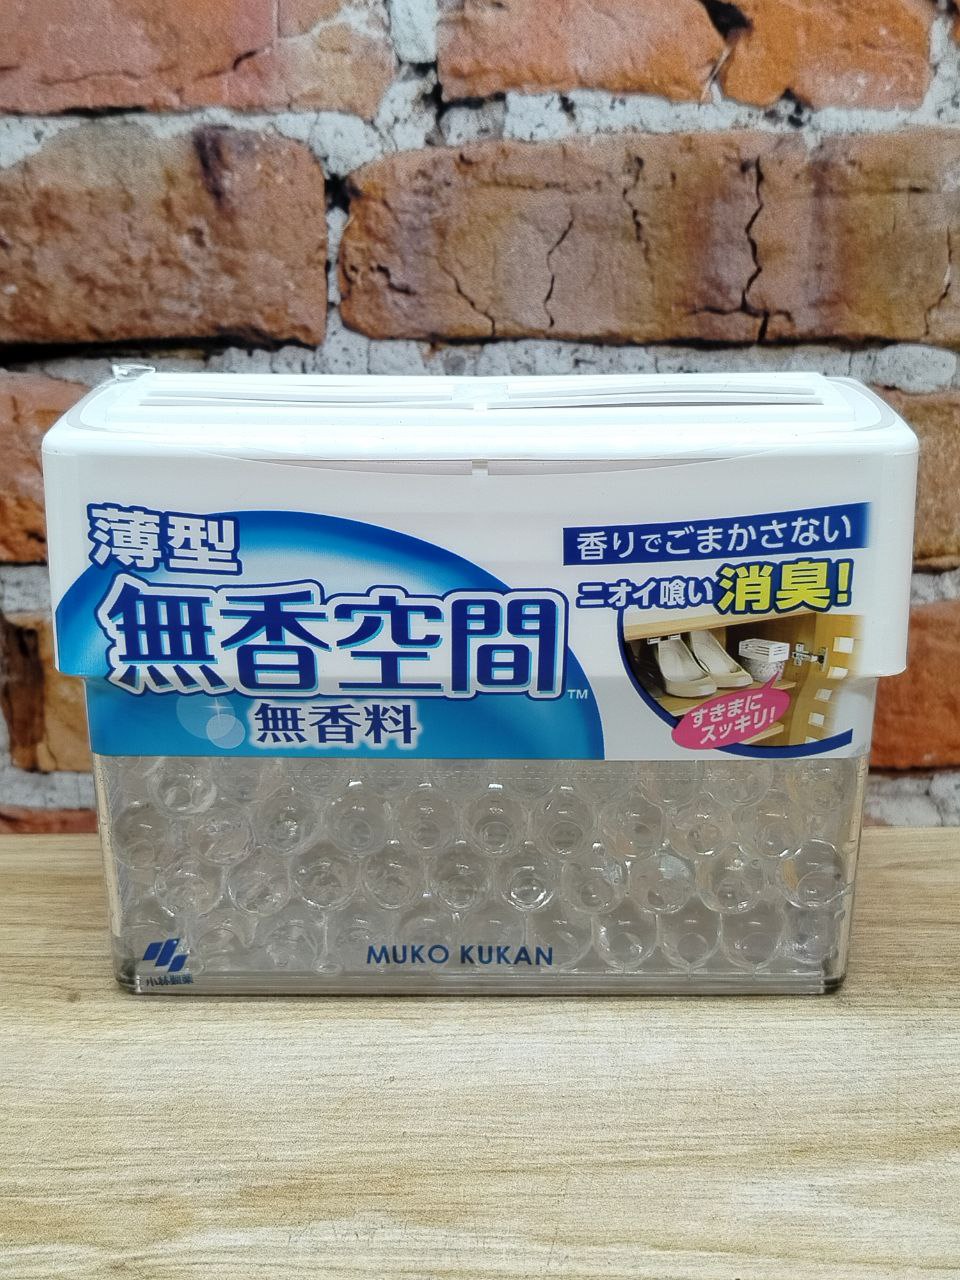 薄型
無香空間™
無香料
香りでごまかさない
ニオイ喰い消臭!
すきまに
スッキリ!
MUKO KUKAN
小林製薬